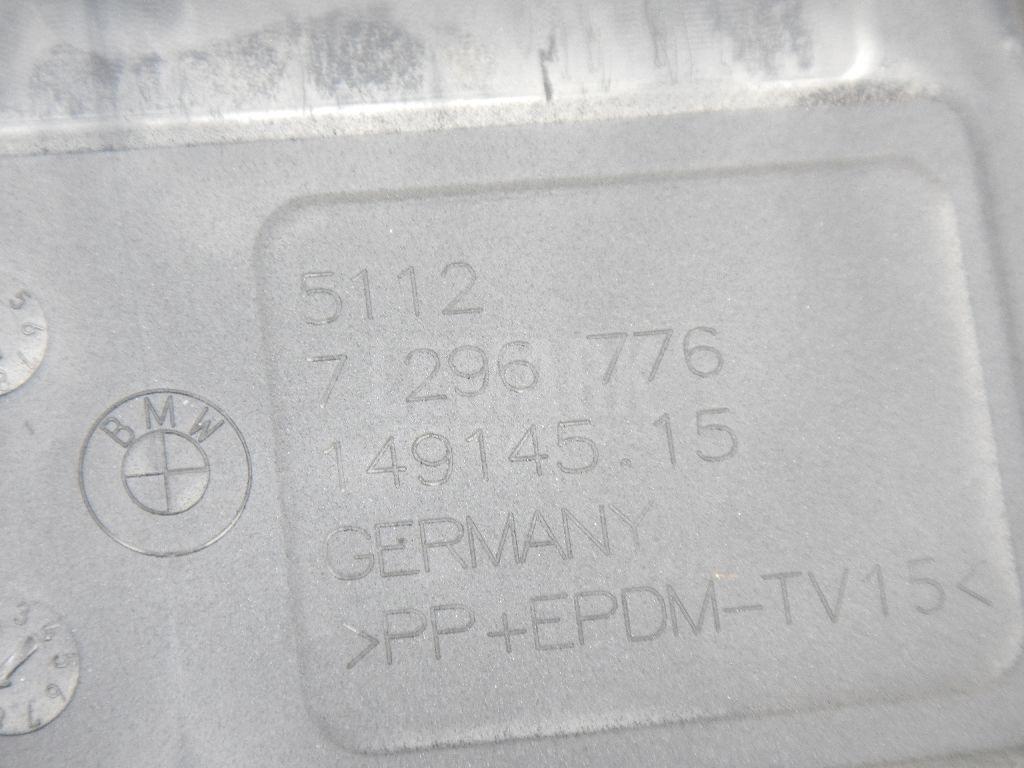 5112
7 296 776
149145.15
GERMANY
>PP+EPDM-TV15<
BMW